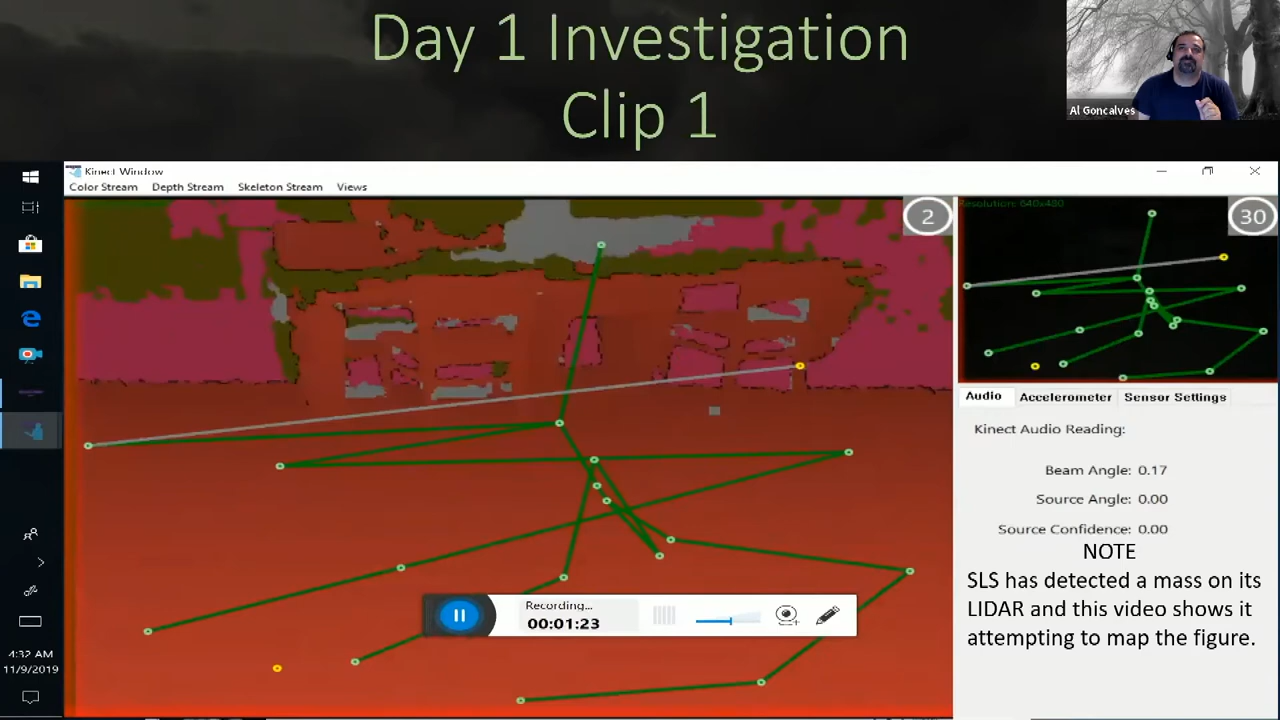 Day 1 Investigation
Clip 1
Al Goncalves
Kinect Window
Color Stream Depth Stream Skeleton Stream Views
2
Resolution: 640x480
30
Audio Accelerometer Sensor Settings
Kinect Audio Reading:
Beam Angle: 0.17
Source Angle: 0.00
Source Confidence: 0.00
NOTE
SLS has detected a mass on its
LIDAR and this video shows it
attempting to map the figure.
Recording...
00:01:23
4:32 AM
11/9/2019